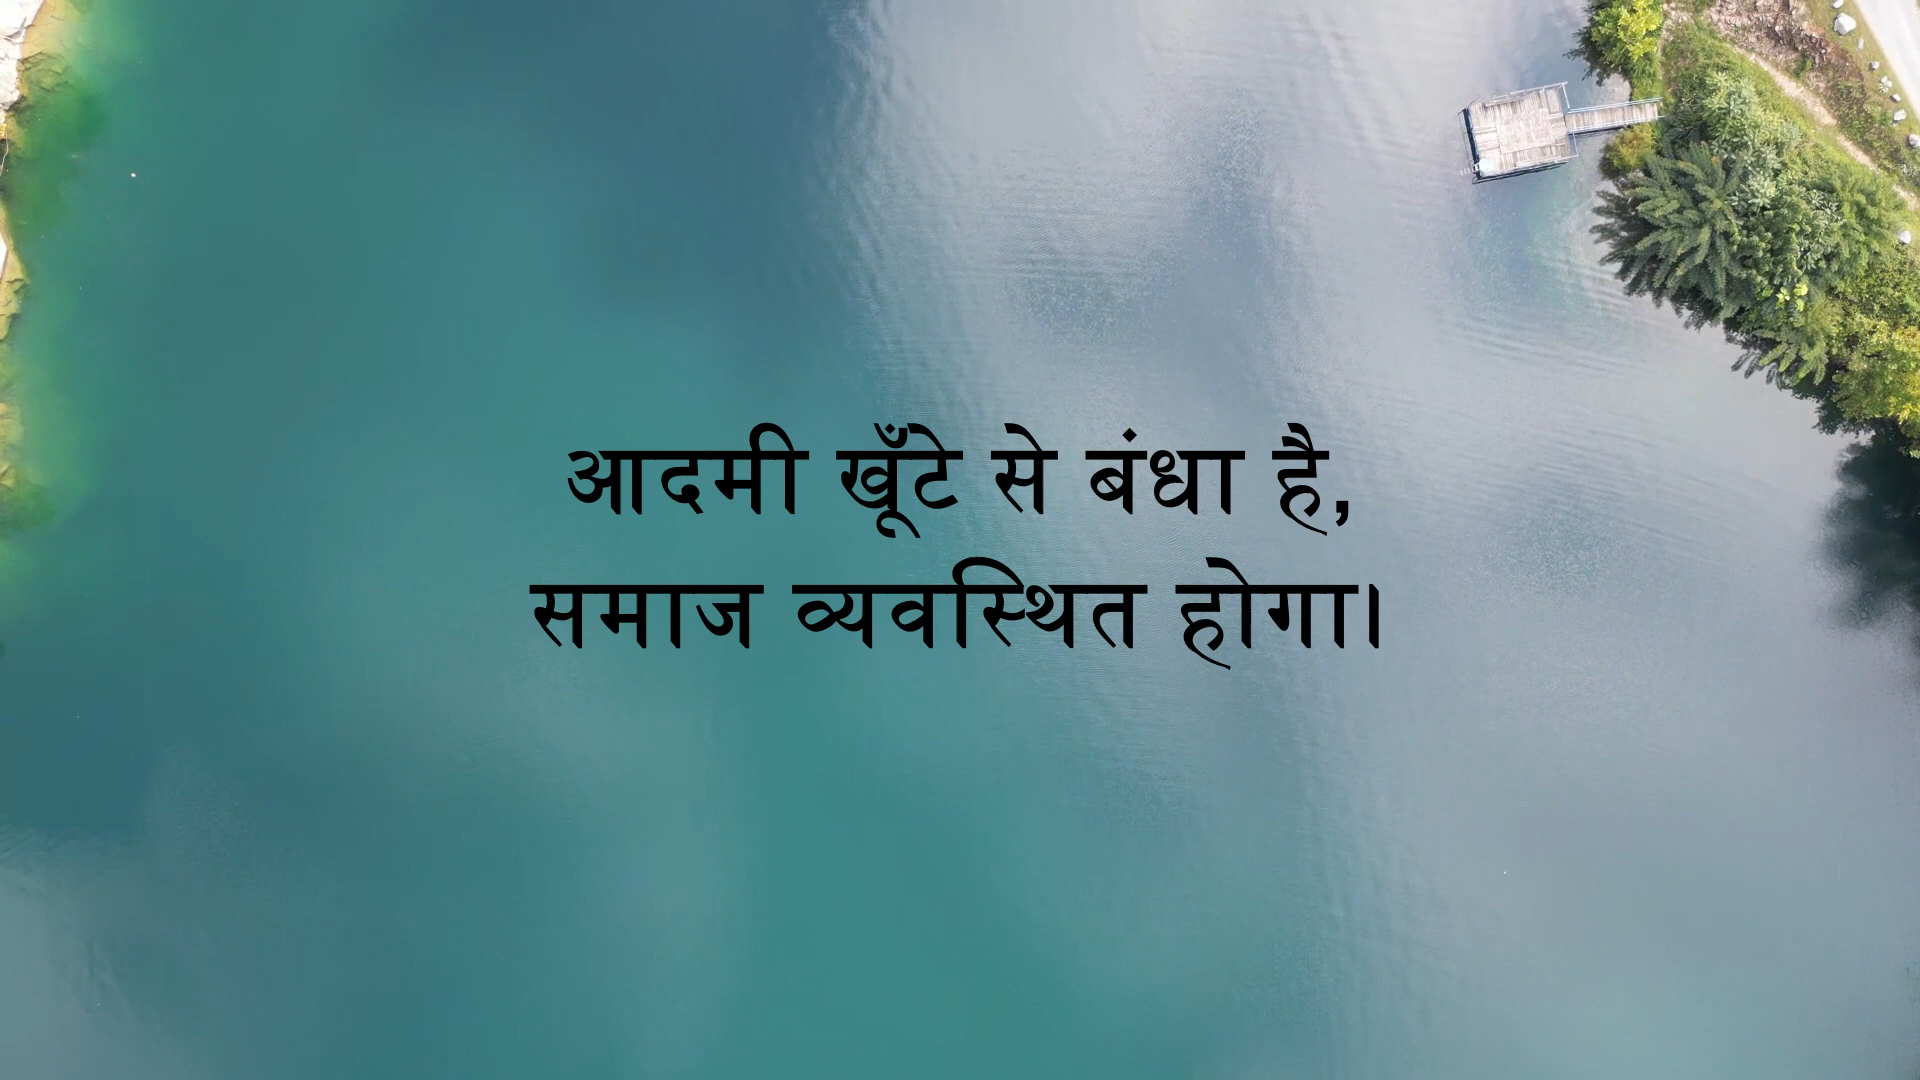 आदमी खूँटे से बंधा है,
समाज व्यवस्थित होगा।